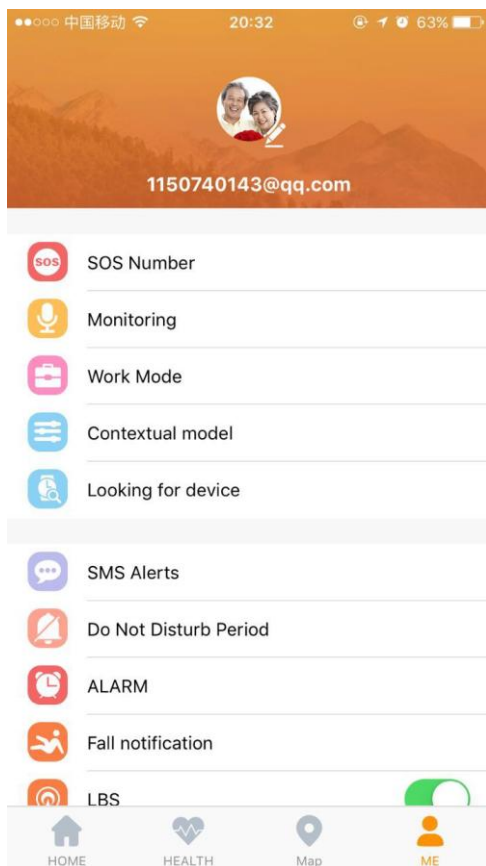 中国移动 20:32 63%
1150740143@qq.com
SOS SOS Number
Monitoring
Work Mode
Contextual model
Looking for device
SMS Alerts
Do Not Disturb Period
ALARM
Fall notification
LBS
HOME HEALTH Map ME